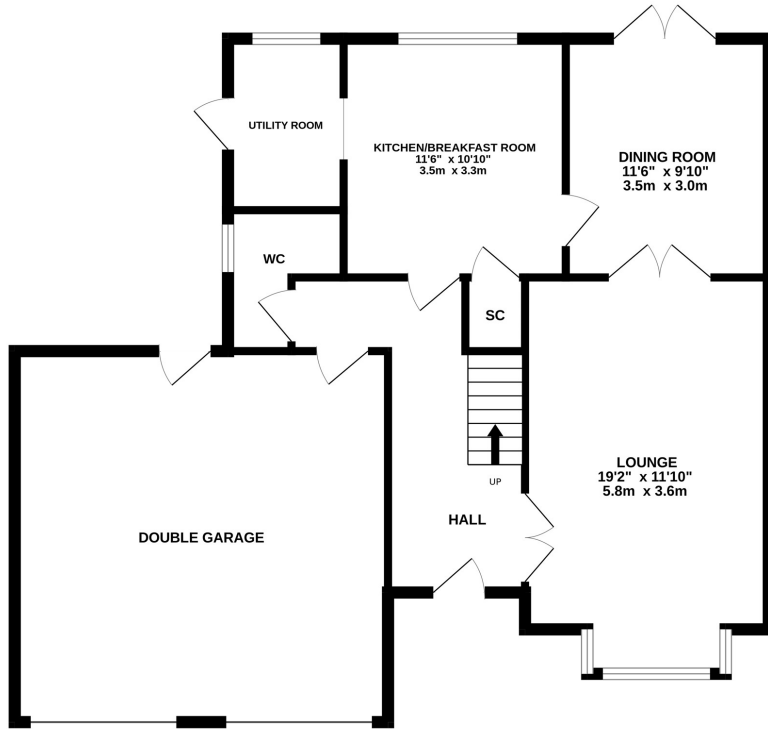 UTILITY ROOM
KITCHEN/BREAKFAST ROOM
11'6" x 10'10"
3.5m x 3.3m
DINING ROOM
11'6" x 9'10"
3.5m x 3.0m
WC
SC
LOUNGE
19'2" x 11'10"
5.8m x 3.6m
UP
HALL
DOUBLE GARAGE